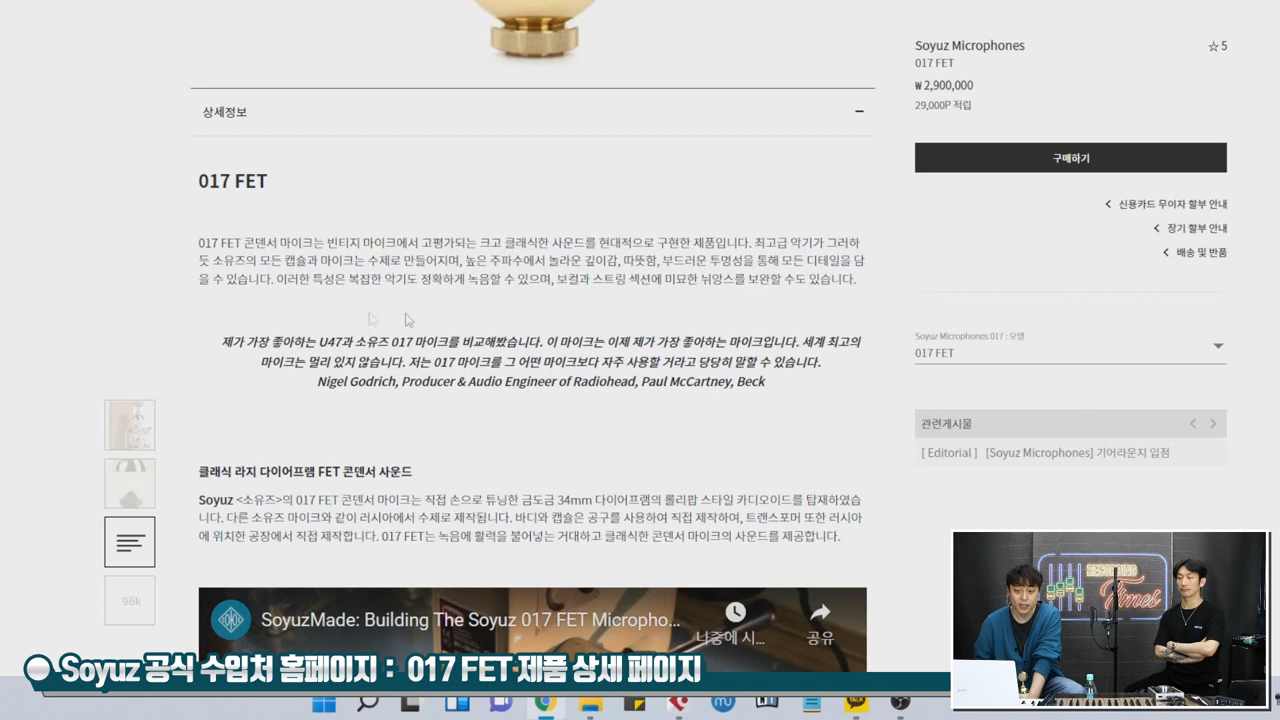 Soyuz Microphones
☆ 5
017 FET
₩ 2,900,000
29,000P 적립
구매하기
< 신용카드 무이자 할부 안내
< 장기 할부 안내
< 배송 및 반품
Soyuz Microphones 017 : 모델
017 FET
관련게시물
[ Editorial ] [Soyuz Microphones] 기어라운지 입점
상세정보
017 FET
017 FET 콘덴서 마이크는 빈티지 마이크에서 고평가되는 크고 클래식한 사운드를 현대적으로 구현한 제품입니다. 최고급 악기가 그러하
듯 소유즈의 모든 캡슐과 마이크는 수제로 만들어지며, 높은 주파수에서 놀라운 깊이감, 따뜻함, 부드러운 투명성을 통해 모든 디테일을 담
을 수 있습니다. 이러한 특성은 복잡한 악기도 정확하게 녹음할 수 있으며, 보컬과 스트링 섹션에 미묘한 뉘앙스를 보완할 수도 있습니다.
제가 가장 좋아하는 U47과 소유즈 017 마이크를 비교해봤습니다. 이 마이크는 이제 제가 가장 좋아하는 마이크입니다. 세계 최고의
마이크는 멀리 있지 않습니다. 저는 017 마이크를 그 어떤 마이크보다 자주 사용할 거라고 당당히 말할 수 있습니다.
Nigel Godrich, Producer & Audio Engineer of Radiohead, Paul McCartney, Beck
클래식 라지 다이어프램 FET 콘덴서 사운드
Soyuz <소유즈>의 017 FET 콘덴서 마이크는 직접 손으로 튜닝한 금도금 34mm 다이어프램의 롤리팝 스타일 카디오이드를 탑재하였습
니다. 다른 소유즈 마이크와 같이 러시아에서 수제로 제작됩니다. 바디와 캡슐은 공구를 사용하여 직접 제작하여, 트랜스포머 또한 러시아
에 위치한 공장에서 직접 제작합니다. 017 FET는 녹음에 활력을 불어넣는 거대하고 클래식한 콘덴서 마이크의 사운드를 제공합니다.
96k
SoyuzMade: Building The Soyuz 017 FET Micropho...
나중에 시...
공유
RECORDING
Times
Soyuz 공식 수입처 홈페이지 : 017 FET 제품 상세 페이지
TALK